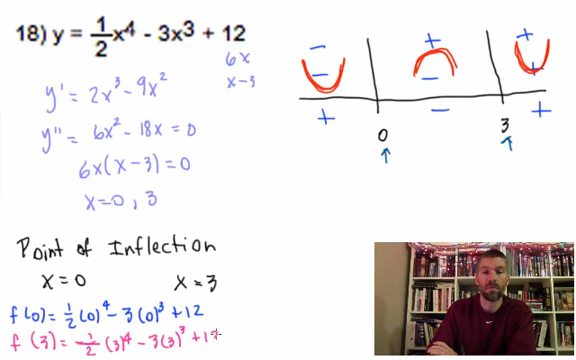 18) y = 1/2x⁴ - 3x³ + 12
6x
x-3
y' = 2x³ - 9x²
y'' = 6x² - 18x = 0
6x(x-3) = 0
x=0, 3
- + +
- - +
+ - +
0 3
Point of Inflection
x=0 x=3
f(0) = 1/2(0)⁴ - 3(0)³ + 12
f(3) = 1/2(3)⁴ - 3(3)³ + 1